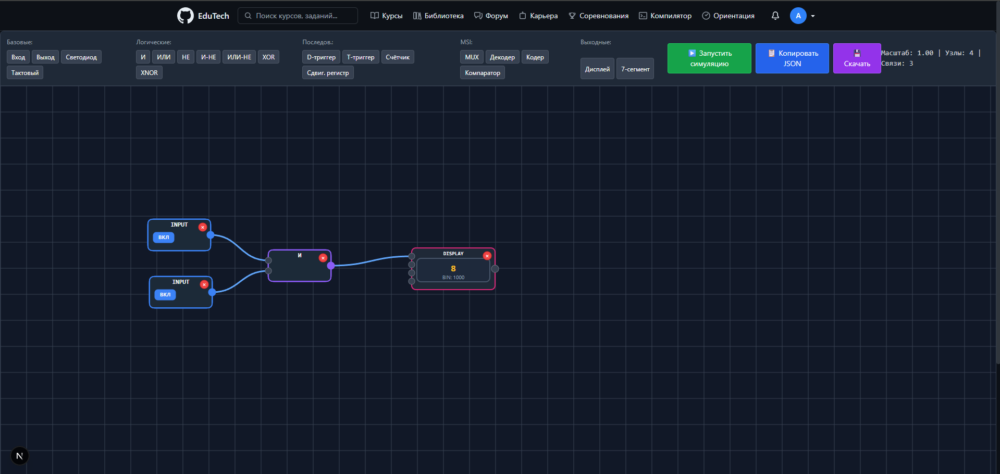 EduTech
Поиск курсов, заданий...
Курсы
Библиотека
Форум
Карьера
Соревнования
Компилятор
Ориентация
A
Базовые:
Вход
Выход
Светодиод
Тактовый
Логические:
И
ИЛИ
НЕ
И-НЕ
ИЛИ-НЕ
XOR
XNOR
Последов.:
D-триггер
T-триггер
Счётчик
Сдвиг. регистр
MSI:
MUX
Декодер
Кодер
Компаратор
Выходные:
Дисплей
7-сегмент
Запустить
симуляцию
Копировать
JSON
Скачать
Масштаб: 1.00 | Узлы: 4 |
Связи: 3
INPUT
ВКЛ
И
DISPLAY
8
BIN: 1000
INPUT
ВКЛ
N